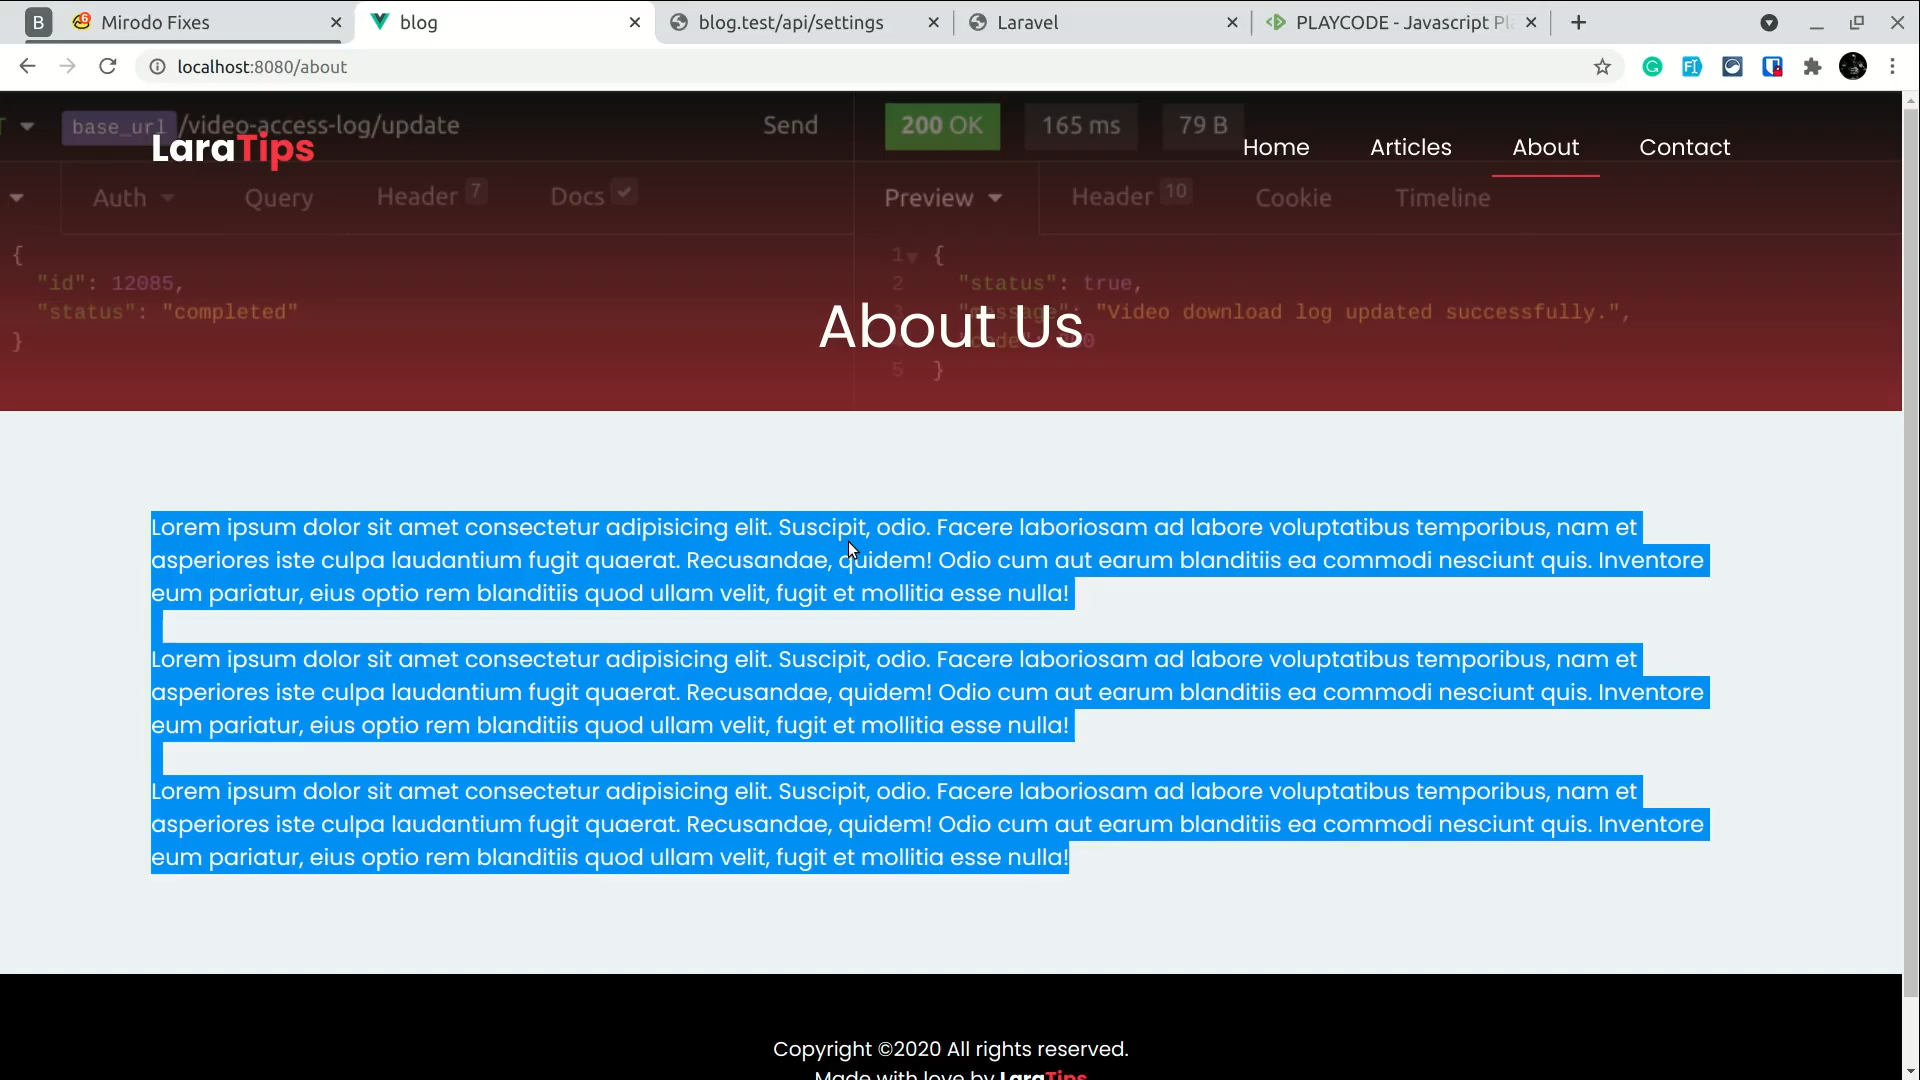 B
Mirodo Fixes
blog
blog.test/api/settings
Laravel
PLAYCODE - Javascript Pl
localhost:8080/about
base_url /video-access-log/update
Send
200 OK
165 ms
79 B
LaraTips
Home
Articles
About
Contact
Auth
Query
Header 7
Docs
Preview
Header 10
Cookie
Timeline
{
"id": 12085,
"status": "completed"
}
1 {
2 "status": true,
"message": "Video download log updated successfully.",
5 }
About Us
Lorem ipsum dolor sit amet consectetur adipisicing elit. Suscipit, odio. Facere laboriosam ad labore voluptatibus temporibus, nam et
asperiores iste culpa laudantium fugit quaerat. Recusandae, quidem! Odio cum aut earum blanditiis ea commodi nesciunt quis. Inventore
eum pariatur, eius optio rem blanditiis quod ullam velit, fugit et mollitia esse nulla!
Lorem ipsum dolor sit amet consectetur adipisicing elit. Suscipit, odio. Facere laboriosam ad labore voluptatibus temporibus, nam et
asperiores iste culpa laudantium fugit quaerat. Recusandae, quidem! Odio cum aut earum blanditiis ea commodi nesciunt quis. Inventore
eum pariatur, eius optio rem blanditiis quod ullam velit, fugit et mollitia esse nulla!
Lorem ipsum dolor sit amet consectetur adipisicing elit. Suscipit, odio. Facere laboriosam ad labore voluptatibus temporibus, nam et
asperiores iste culpa laudantium fugit quaerat. Recusandae, quidem! Odio cum aut earum blanditiis ea commodi nesciunt quis. Inventore
eum pariatur, eius optio rem blanditiis quod ullam velit, fugit et mollitia esse nulla!
Copyright ©2020 All rights reserved.
Made with love by LaraTips